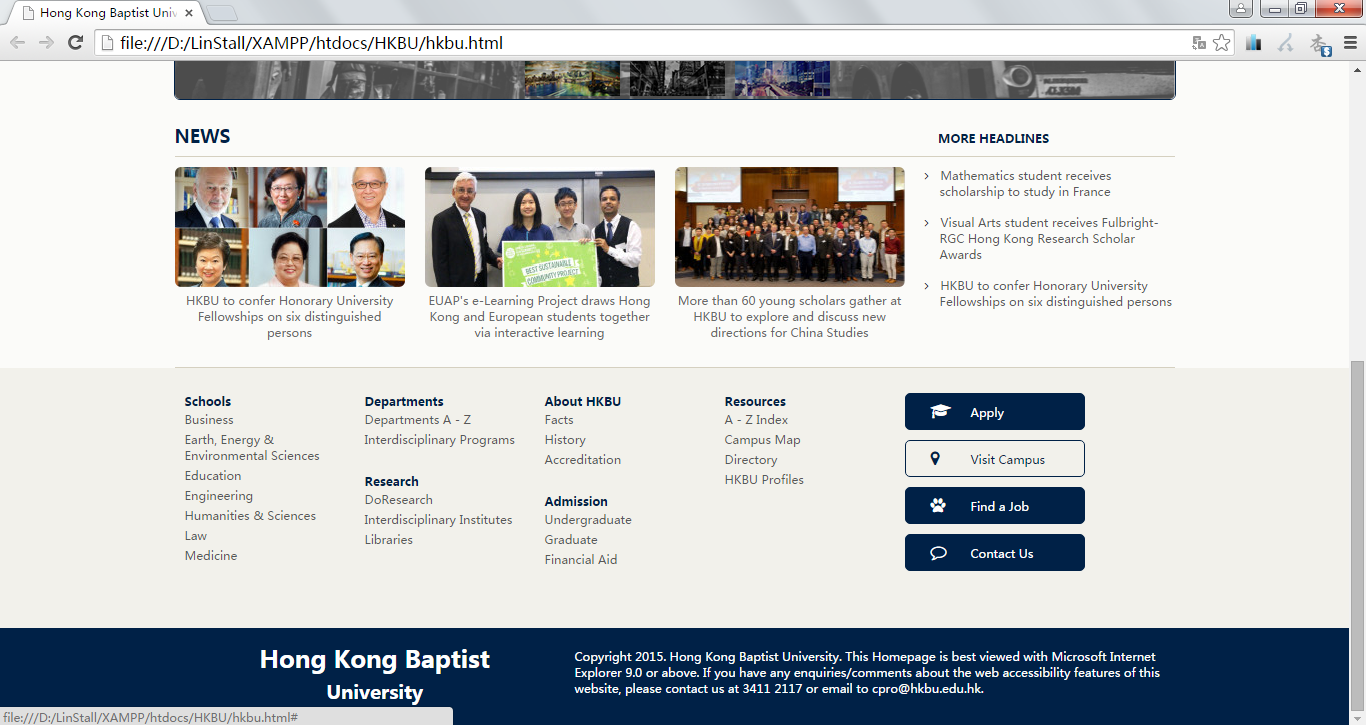 Hong Kong Baptist Univ
file:///D:/LinStall/XAMPP/htdocs/HKBU/hkbu.html
NEWS
MORE HEADLINES
BEST SUSTAINABLE
COMMUNITY PROJECT
HKBU to confer Honorary University
Fellowships on six distinguished
persons
EUAP's e-Learning Project draws Hong
Kong and European students together
via interactive learning
More than 60 young scholars gather at
HKBU to explore and discuss new
directions for China Studies
Mathematics student receives
scholarship to study in France
Visual Arts student receives Fulbright-
RGC Hong Kong Research Scholar
Awards
HKBU to confer Honorary University
Fellowships on six distinguished persons
Schools
Business
Earth, Energy &
Environmental Sciences
Education
Engineering
Humanities & Sciences
Law
Medicine
Departments
Departments A - Z
Interdisciplinary Programs
Research
DoResearch
Interdisciplinary Institutes
Libraries
About HKBU
Facts
History
Accreditation
Admission
Undergraduate
Graduate
Financial Aid
Resources
A - Z Index
Campus Map
Directory
HKBU Profiles
Apply
Visit Campus
Find a Job
Contact Us
Hong Kong Baptist
University
Copyright 2015. Hong Kong Baptist University. This Homepage is best viewed with Microsoft Internet
Explorer 9.0 or above. If you have any enquiries/comments about the web accessibility features of this
website, please contact us at 3411 2117 or email to cpro@hkbu.edu.hk.
file:///D:/LinStall/XAMPP/htdocs/HKBU/hkbu.html#